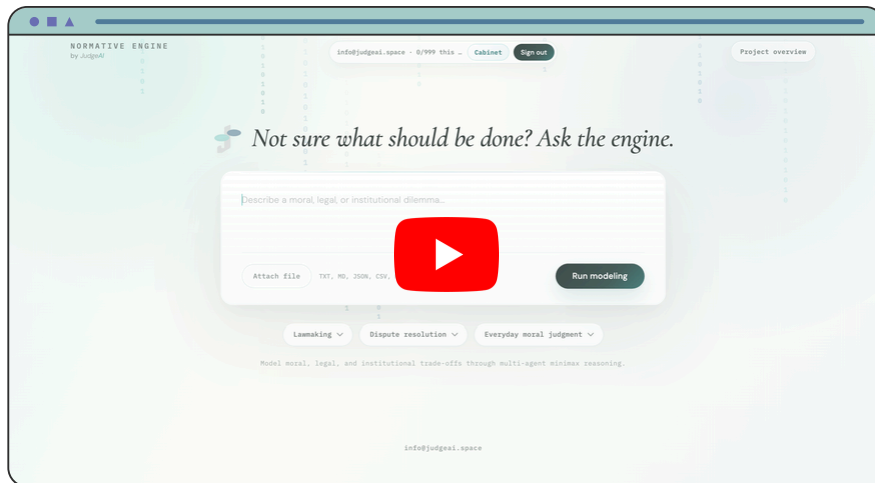 NORMATIVE ENGINE
by JudgeAI
info@judgeai.space · 0/999 this … Cabinet Sign out
Project overview
Not sure what should be done? Ask the engine.
Describe a moral, legal, or institutional dilemma...
Attach file TXT, MD, JSON, CSV, Run modeling
Lawmaking Dispute resolution Everyday moral judgment
Model moral, legal, and institutional trade-offs through multi-agent minimax reasoning.
info@judgeai.space